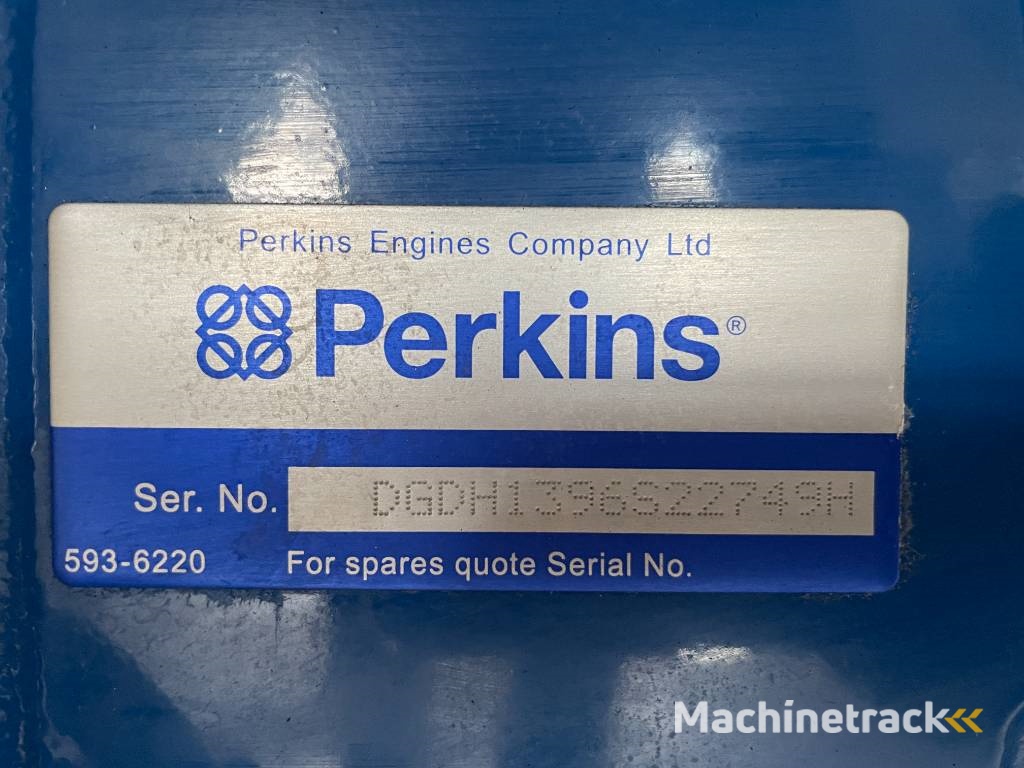 Perkins Engines Company Ltd
Perkins®
Ser. No. DGDH1396S22749H
593-6220 For spares quote Serial No.
Machinetrack